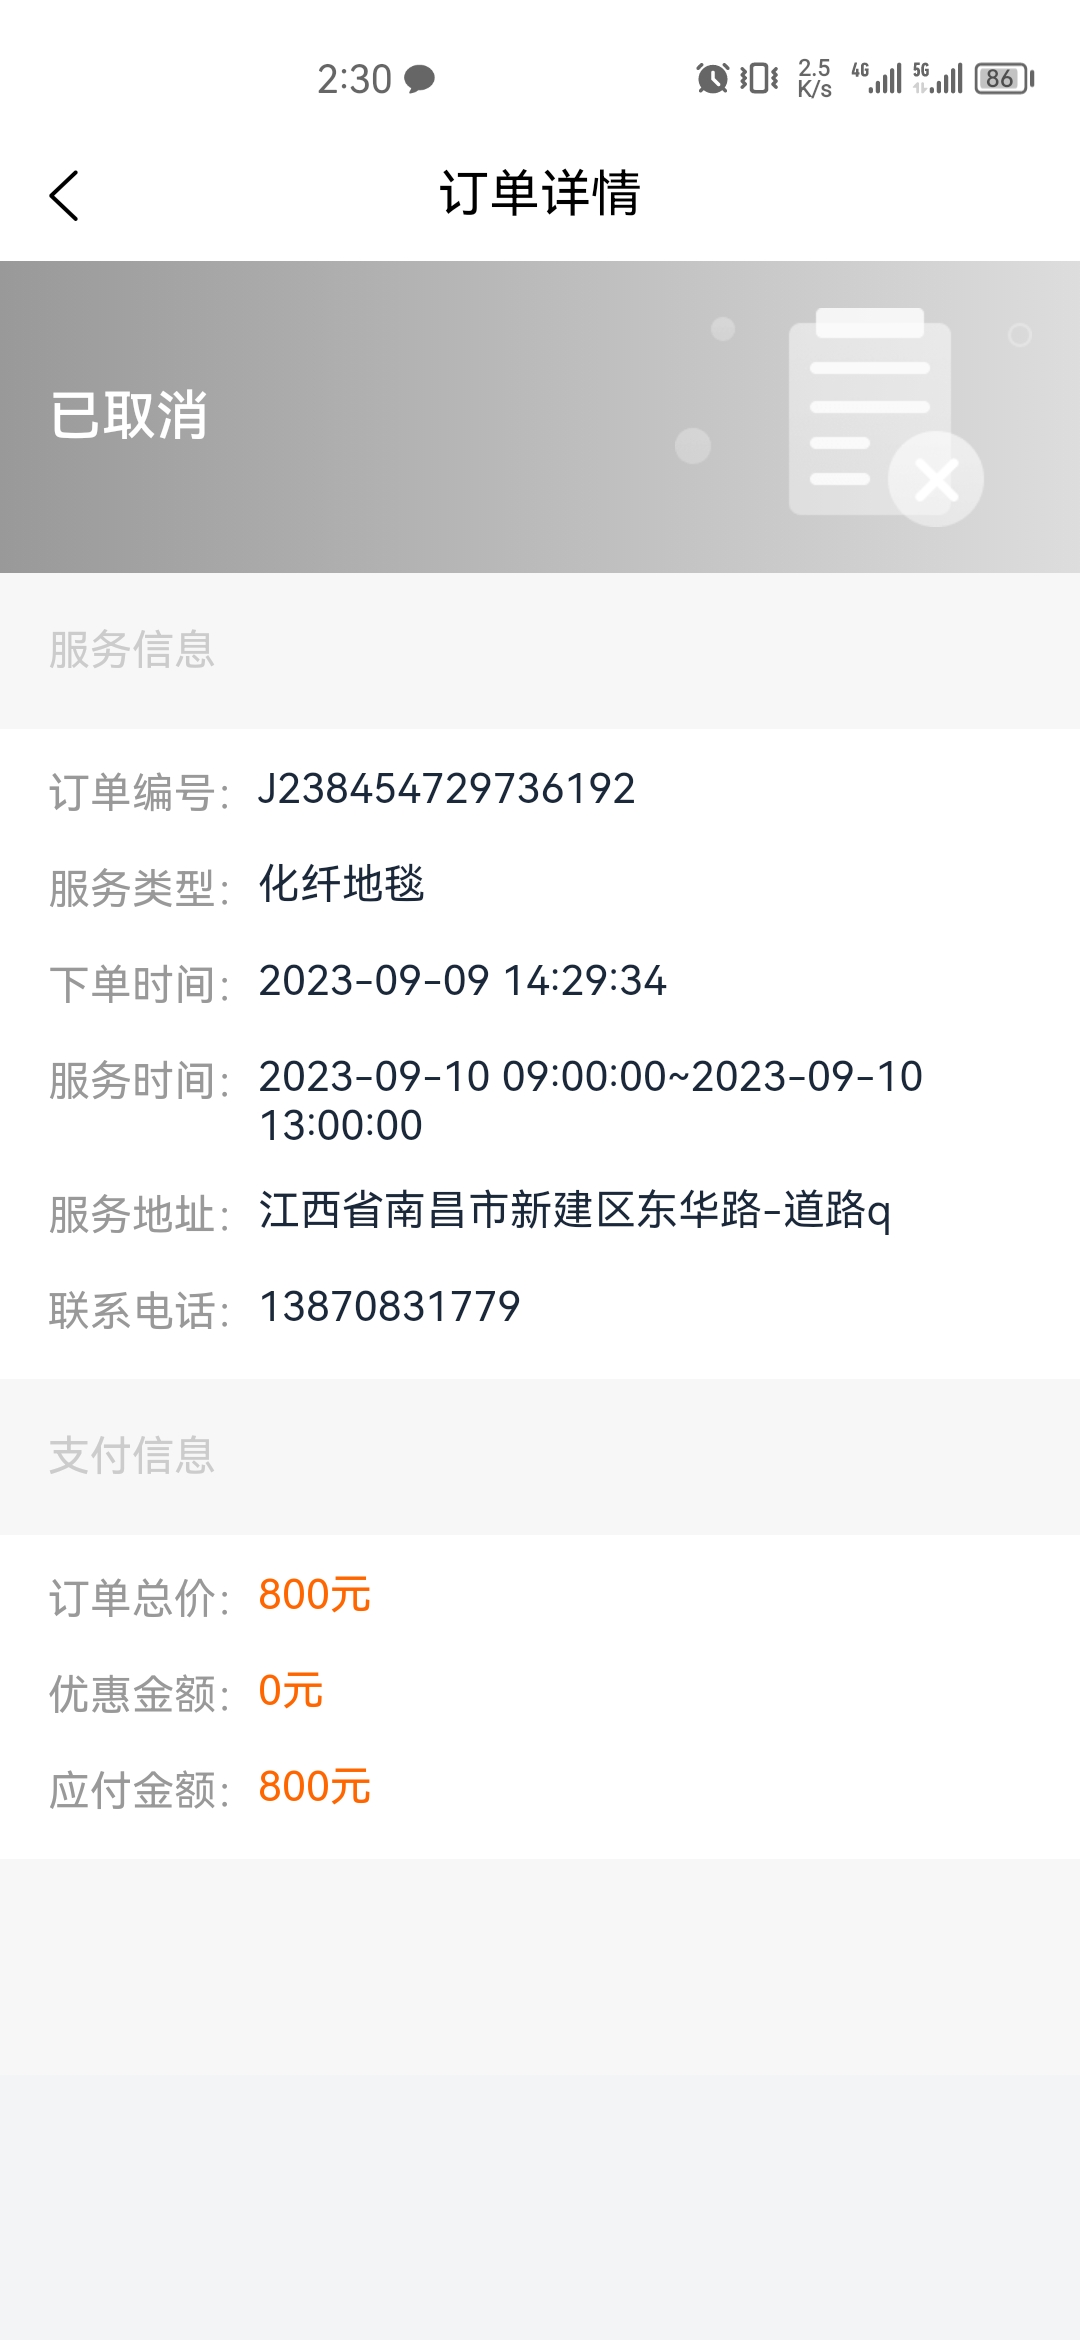 2:30
2.5 K/s 4G 5G 86
订单详情
已取消
服务信息
订单编号: J238454729736192
服务类型: 化纤地毯
下单时间: 2023-09-09 14:29:34
服务时间: 2023-09-10 09:00:00~2023-09-10
13:00:00
服务地址: 江西省南昌市新建区东华路-道路q
联系电话: 13870831779
支付信息
订单总价: 800元
优惠金额: 0元
应付金额: 800元